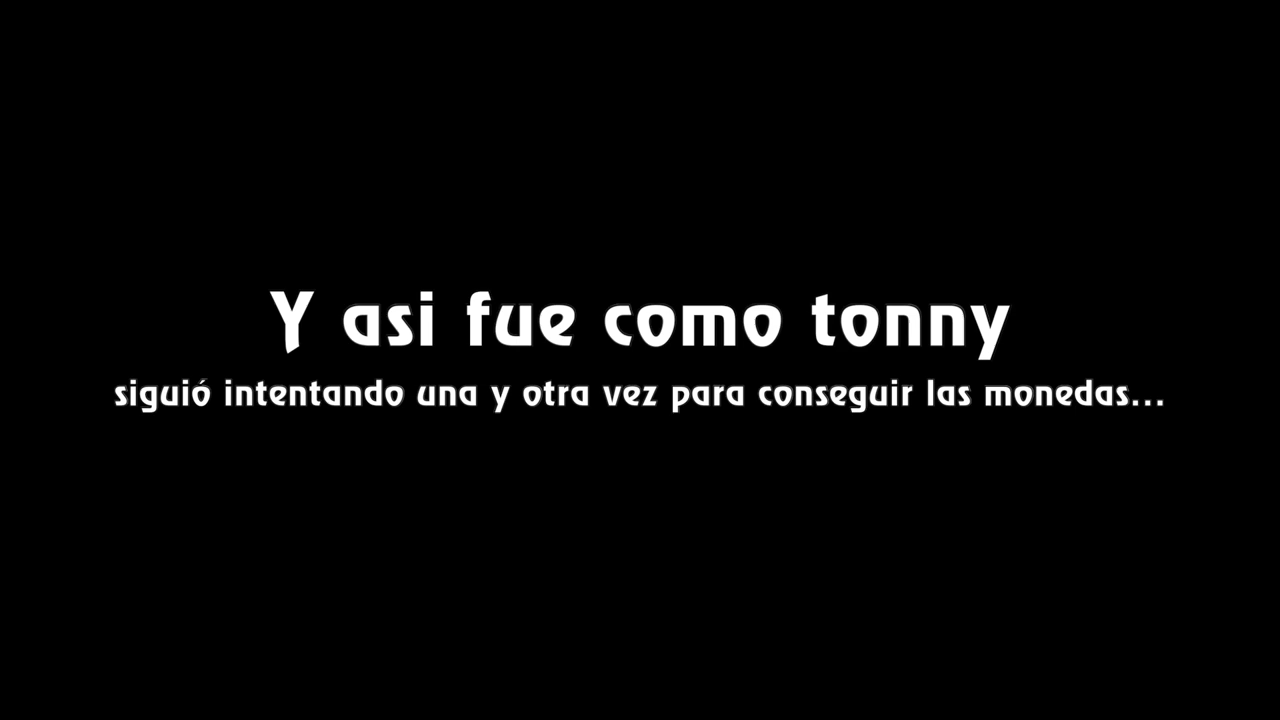 Y asi fue como tonny
siguió intentando una y otra vez para conseguir las monedas...